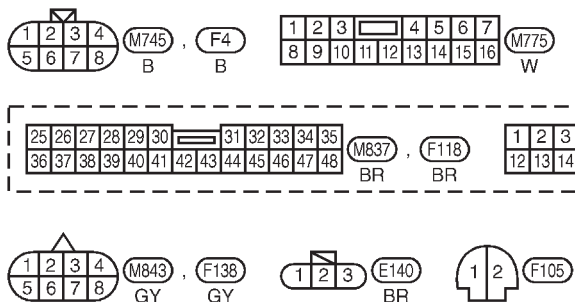 1 2 3 4 M745 , F4
5 6 7 8 B B
1 2 3 4 5 6 7 M775
8 9 10 11 12 13 14 15 16 W
25 26 27 28 29 30 31 32 33 34 35 M837 , F118
36 37 38 39 40 41 42 43 44 45 46 47 48 BR BR
1 2 3
12 13 14
1 2 3 4 M843 , F138
5 6 7 8 GY GY
1 2 3 E140
BR
1 2 F105